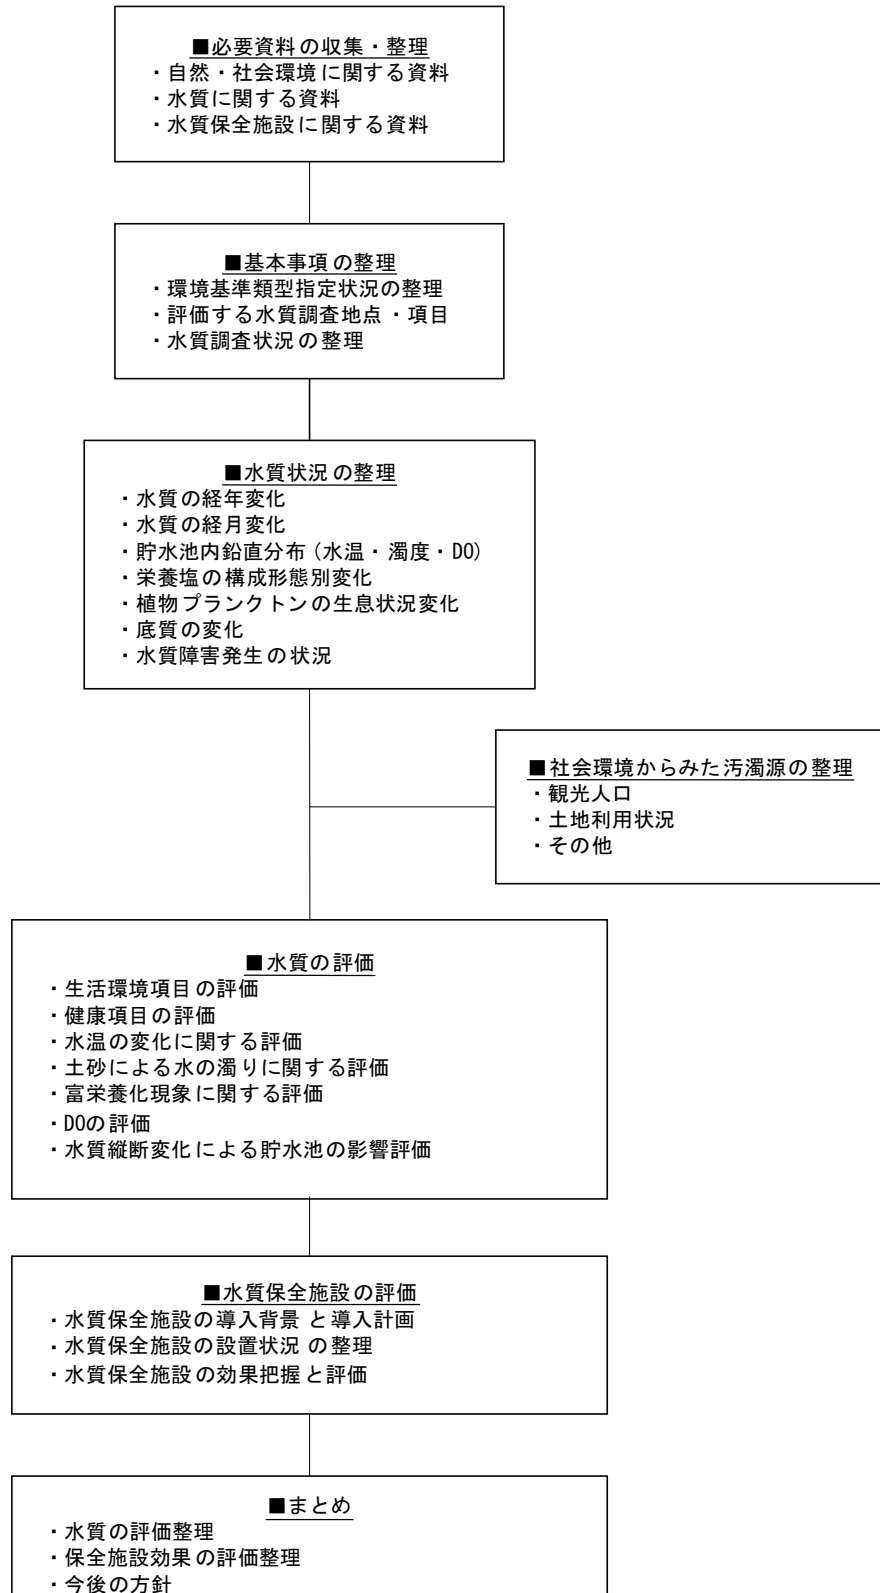 ■必要資料の収集・整理
・自然・社会環境に関する資料
・水質に関する資料
・水質保全施設に関する資料
■基本事項の整理
・環境基準類型指定状況の整理
・評価する水質調査地点・項目
・水質調査状況の整理
■水質状況の整理
・水質の経年変化
・水質の経月変化
・貯水池内鉛直分布（水温・濁度・DO）
・栄養塩の構成形態別変化
・植物プランクトンの生息状況変化
・底質の変化
・水質障害発生の状況
■社会環境からみた汚濁源の整理
・観光人口
・土地利用状況
・その他
■水質の評価
・生活環境項目の評価
・健康項目の評価
・水温の変化に関する評価
・土砂による水の濁りに関する評価
・富栄養化現象に関する評価
・DOの評価
・水質縦断変化による貯水池の影響評価
■水質保全施設の評価
・水質保全施設の導入背景と導入計画
・水質保全施設の設置状況の整理
・水質保全施設の効果把握と評価
■まとめ
・水質の評価整理
・保全施設効果の評価整理
・今後の方針